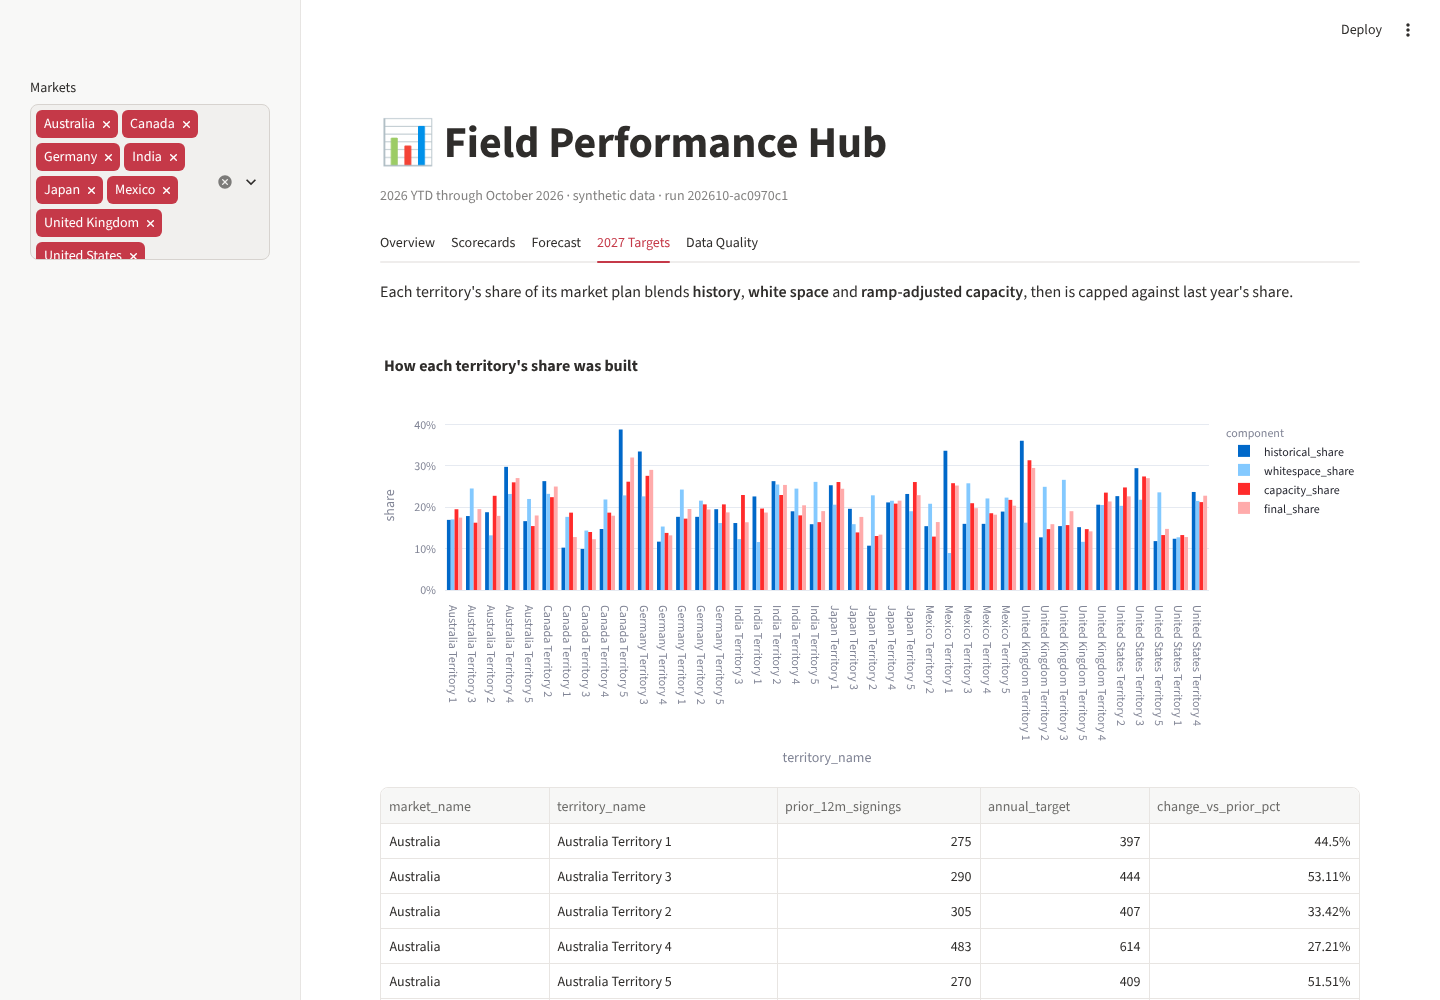 Deploy
Markets
Australia
Canada
Germany
India
Japan
Mexico
United Kingdom
United States
Field Performance Hub
2026 YTD through October 2026 · synthetic data · run 202610-ac0970c1
Overview Scorecards Forecast 2027 Targets Data Quality
Each territory's share of its market plan blends history, white space and ramp-adjusted capacity, then is capped against last year's share.
How each territory's share was built
40%
30%
20%
10%
0%
share
component
historical_share
whitespace_share
capacity_share
final_share
Australia Territory 1
Australia Territory 3
Australia Territory 2
Australia Territory 4
Australia Territory 5
Canada Territory 2
Canada Territory 1
Canada Territory 3
Canada Territory 4
Canada Territory 5
Germany Territory 3
Germany Territory 4
Germany Territory 1
Germany Territory 2
Germany Territory 5
India Territory 3
India Territory 1
India Territory 2
India Territory 4
India Territory 5
Japan Territory 1
Japan Territory 3
Japan Territory 2
Japan Territory 4
Japan Territory 5
Mexico Territory 2
Mexico Territory 1
Mexico Territory 3
Mexico Territory 4
Mexico Territory 5
United Kingdom Territory 1
United Kingdom Territory 2
United Kingdom Territory 3
United Kingdom Territory 5
United Kingdom Territory 4
United States Territory 2
United States Territory 3
United States Territory 5
United States Territory 1
United States Territory 4
territory_name
market_name territory_name prior_12m_signings annual_target change_vs_prior_pct
Australia Australia Territory 1 275 397 44.5%
Australia Australia Territory 3 290 444 53.11%
Australia Australia Territory 2 305 407 33.42%
Australia Australia Territory 4 483 614 27.21%
Australia Australia Territory 5 270 409 51.51%